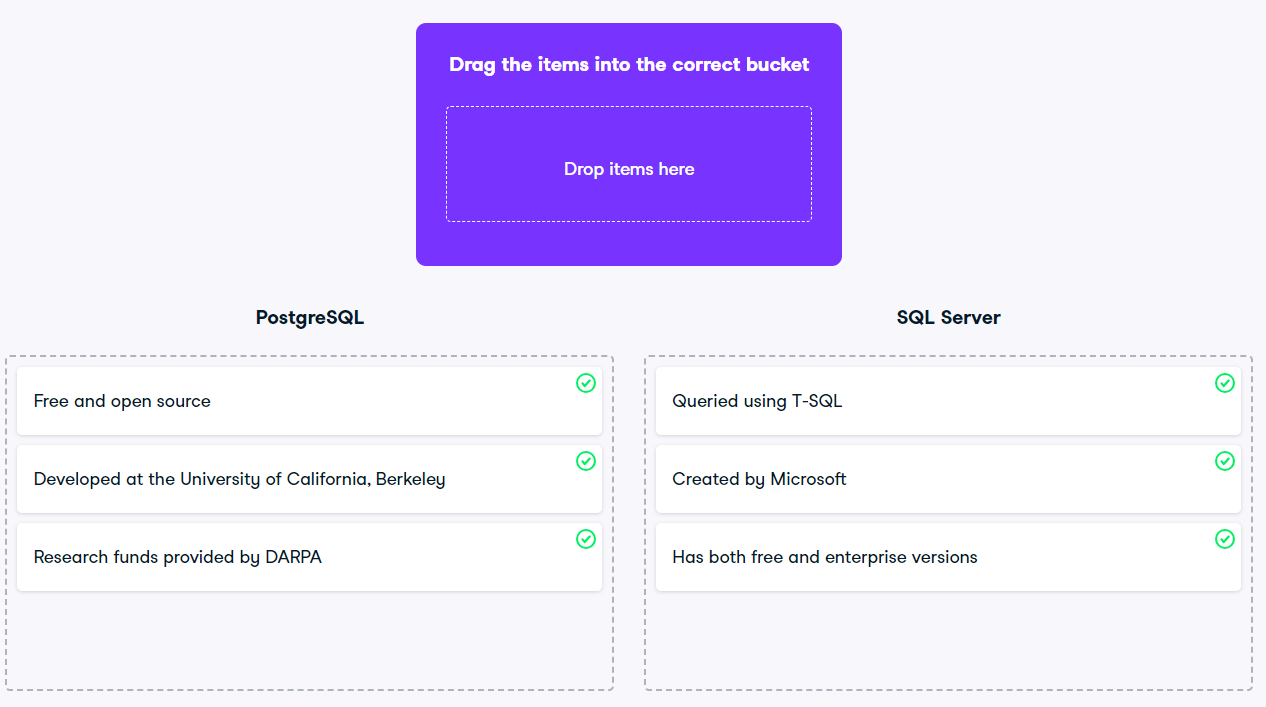 Drag the items into the correct bucket
Drop items here
PostgreSQL
Free and open source
Developed at the University of California, Berkeley
Research funds provided by DARPA
SQL Server
Queried using T-SQL
Created by Microsoft
Has both free and enterprise versions